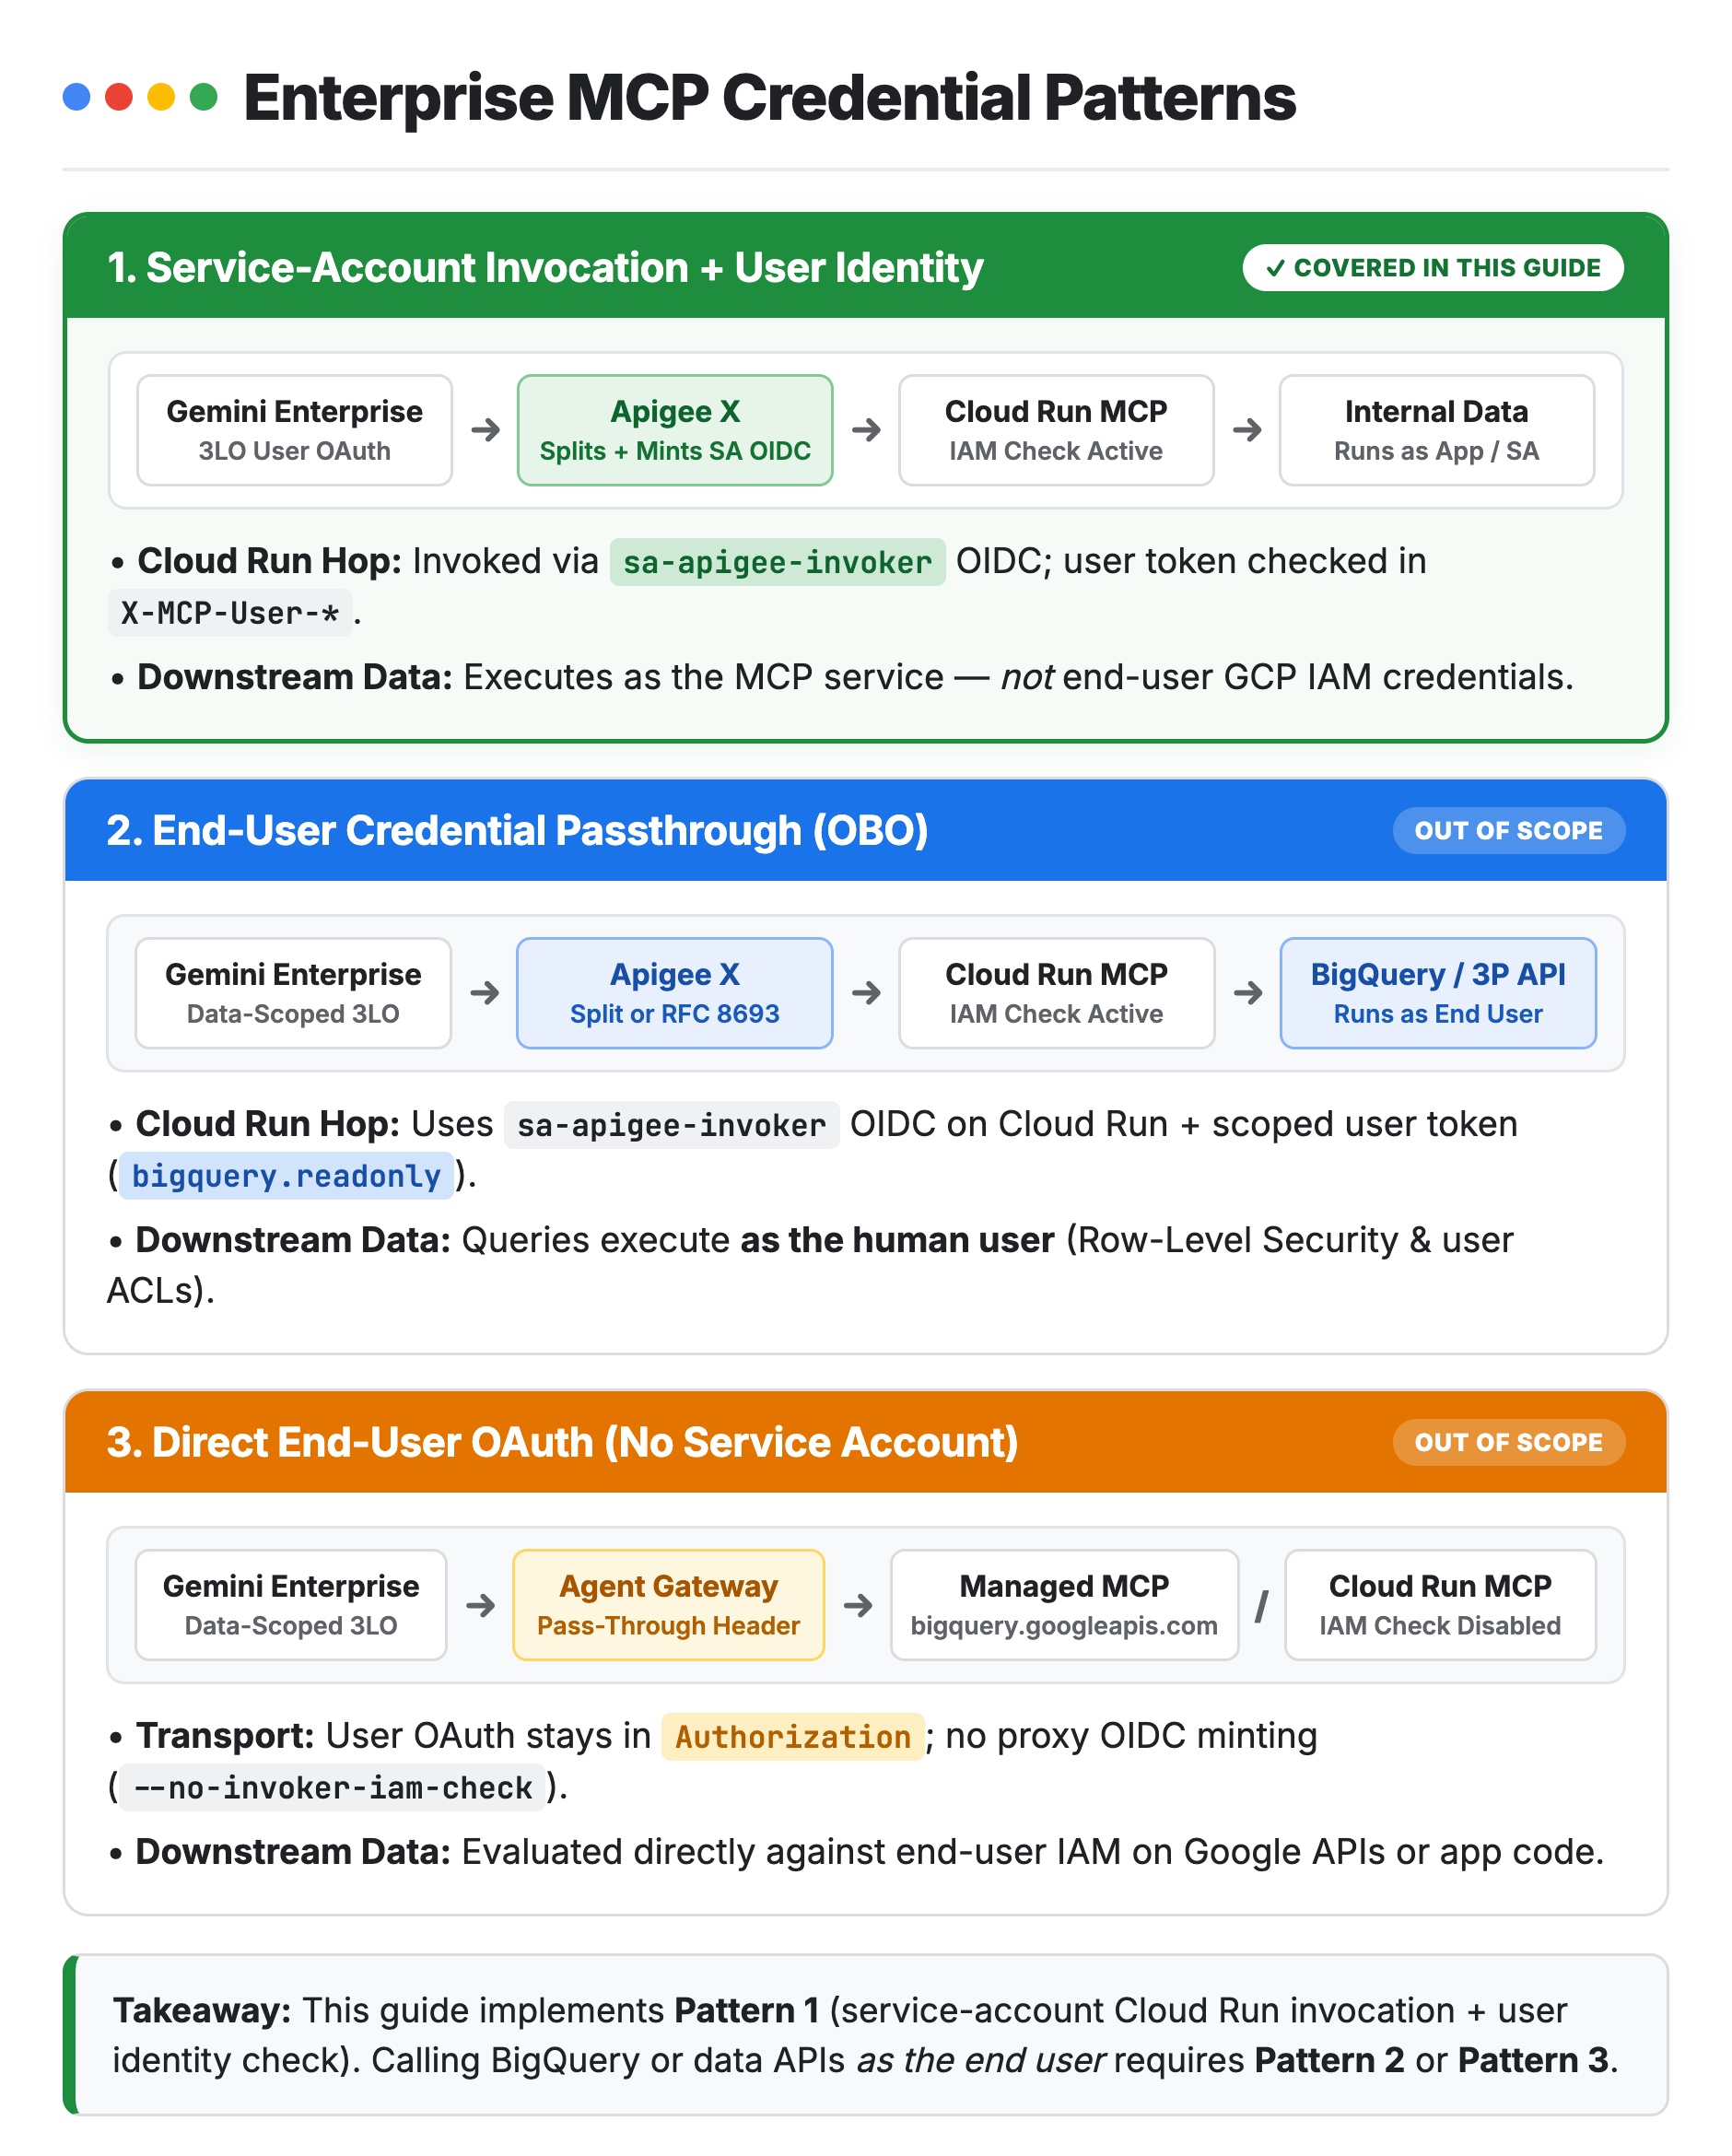 Enterprise MCP Credential Patterns
1. Service-Account Invocation + User Identity
✓ COVERED IN THIS GUIDE
Gemini Enterprise
3LO User OAuth
→
Apigee X
Splits + Mints SA OIDC
→
Cloud Run MCP
IAM Check Active
→
Internal Data
Runs as App / SA
• Cloud Run Hop: Invoked via sa-apigee-invoker OIDC; user token checked in
X-MCP-User-*.
• Downstream Data: Executes as the MCP service — not end-user GCP IAM credentials.
2. End-User Credential Passthrough (OBO)
OUT OF SCOPE
Gemini Enterprise
Data-Scoped 3LO
→
Apigee X
Split or RFC 8693
→
Cloud Run MCP
IAM Check Active
→
BigQuery / 3P API
Runs as End User
• Cloud Run Hop: Uses sa-apigee-invoker OIDC on Cloud Run + scoped user token
(bigquery.readonly).
• Downstream Data: Queries execute as the human user (Row-Level Security & user
ACLs).
3. Direct End-User OAuth (No Service Account)
OUT OF SCOPE
Gemini Enterprise
Data-Scoped 3LO
→
Agent Gateway
Pass-Through Header
→
Managed MCP
bigquery.googleapis.com
/
Cloud Run MCP
IAM Check Disabled
• Transport: User OAuth stays in Authorization; no proxy OIDC minting
(--no-invoker-iam-check).
• Downstream Data: Evaluated directly against end-user IAM on Google APIs or app code.
Takeaway: This guide implements Pattern 1 (service-account Cloud Run invocation + user
identity check). Calling BigQuery or data APIs as the end user requires Pattern 2 or Pattern 3.